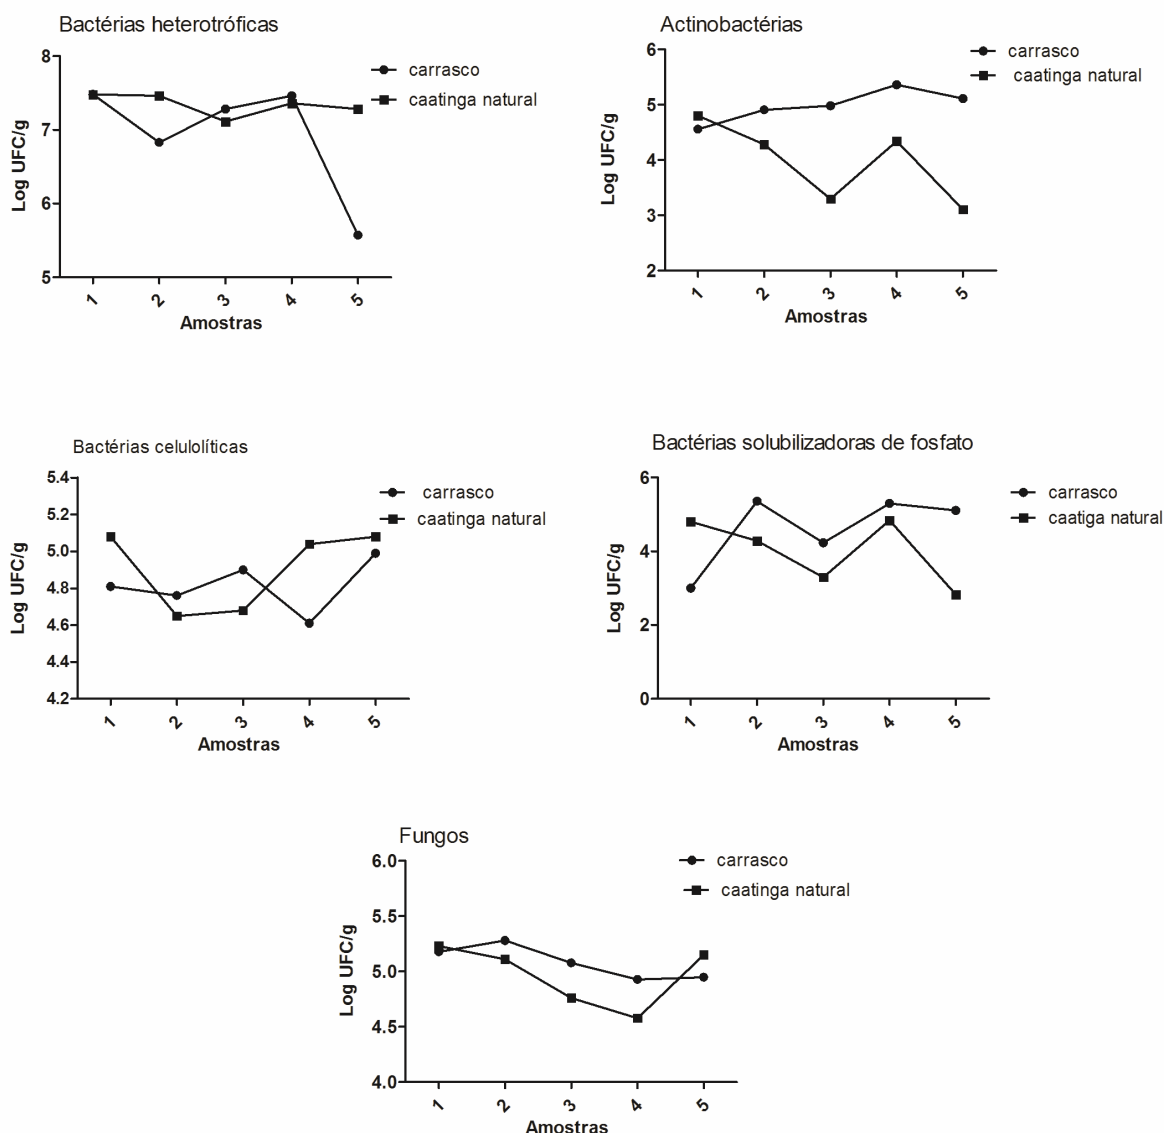 Bactérias heterotróficas
carrasco
caatinga natural
Log UFC/g
8
7
6
5
1 2 3 4 5
Amostras
Actinobactérias
carrasco
caatinga natural
Log UFC/g
6
5
4
3
2
1 2 3 4 5
Amostras
Bactérias celulolíticas
carrasco
caatinga natural
Log UFC/g
5.4
5.2
5.0
4.8
4.6
4.4
4.2
1 2 3 4 5
Amostras
Bactérias solubilizadoras de fosfato
carrasco
caatiga natural
Log UFC/g
6
4
2
0
1 2 3 4 5
Amostras
Fungos
carrasco
caatinga natural
Log UFC/g
6.0
5.5
5.0
4.5
4.0
1 2 3 4 5
Amostras